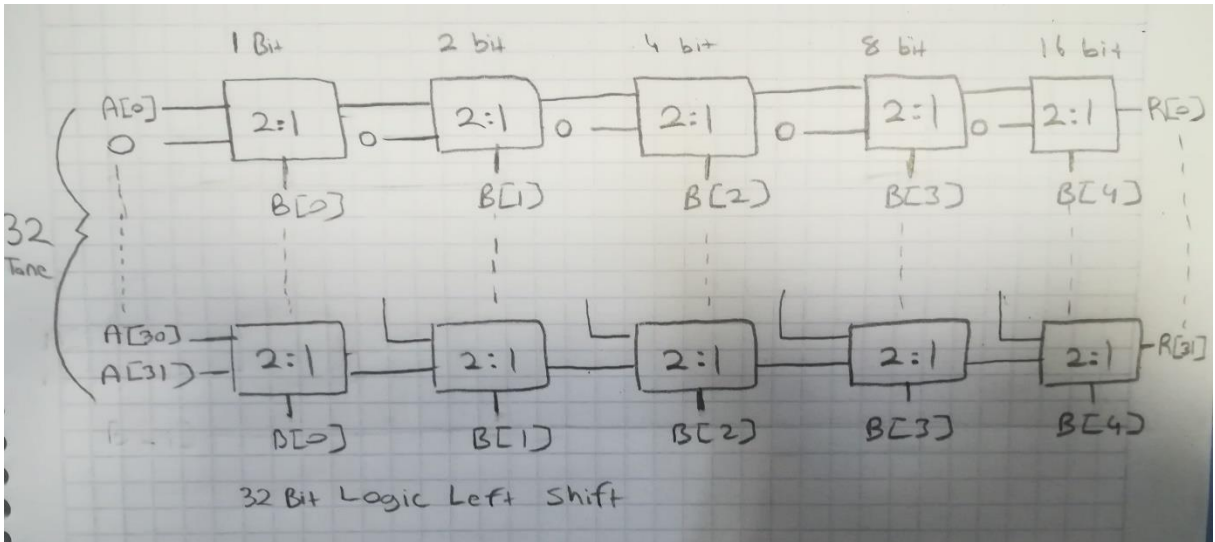 1 Bit 2 bit 4 bit 8 bit 16 bit
A[0] 2:1 0 2:1 0 2:1 0 2:1 0 2:1 R[0]
0
B[0] B[1] B[2] B[3] B[4]
32
Tane
A[30] 2:1 2:1 2:1 2:1 2:1 R[31]
A[31]
B[0] B[1] B[2] B[3] B[4]
32 Bit Logic Left Shift